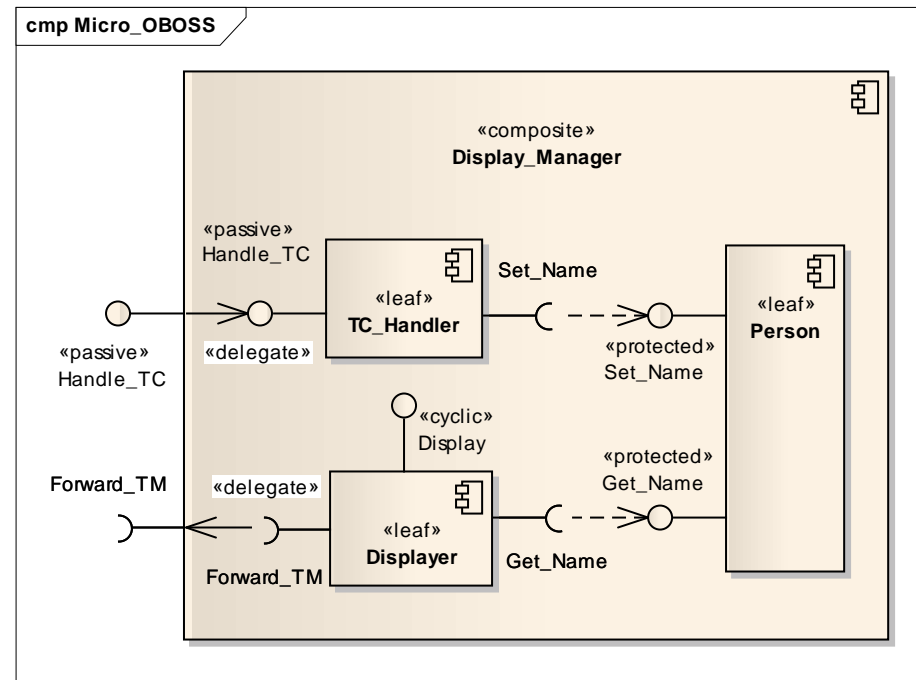 cmp Micro_OBOSS
«composite»
Display_Manager
«passive»
Handle_TC
«leaf»
TC_Handler
Set_Name
«leaf»
Person
«passive»
Handle_TC
«delegate»
«protected»
Set_Name
«cyclic»
Display
Forward_TM
«delegate»
«leaf»
Displayer
«protected»
Get_Name
Forward_TM
Get_Name